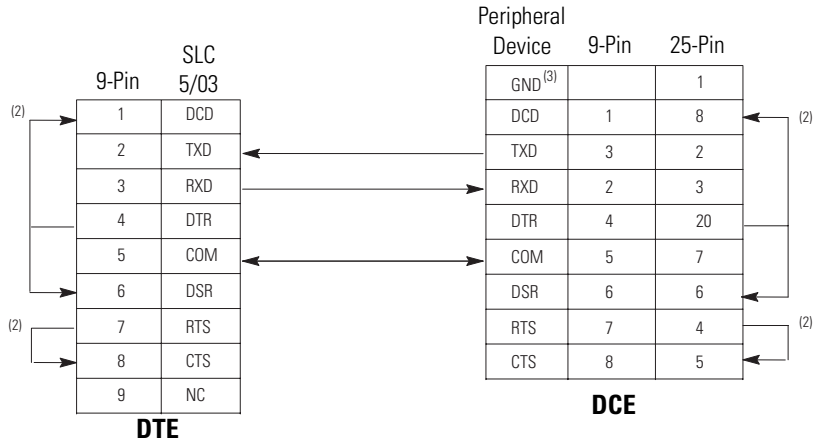 Peripheral
Device 9-Pin 25-Pin
SLC
9-Pin 5/03
GND(3) 1
(2) 1 DCD
DCD 1 8 (2)
2 TXD
TXD 3 2
3 RXD
RXD 2 3
4 DTR
DTR 4 20
5 COM
COM 5 7
6 DSR
DSR 6 6
(2) 7 RTS
RTS 7 4 (2)
8 CTS
CTS 8 5
9 NC
DCE
DTE